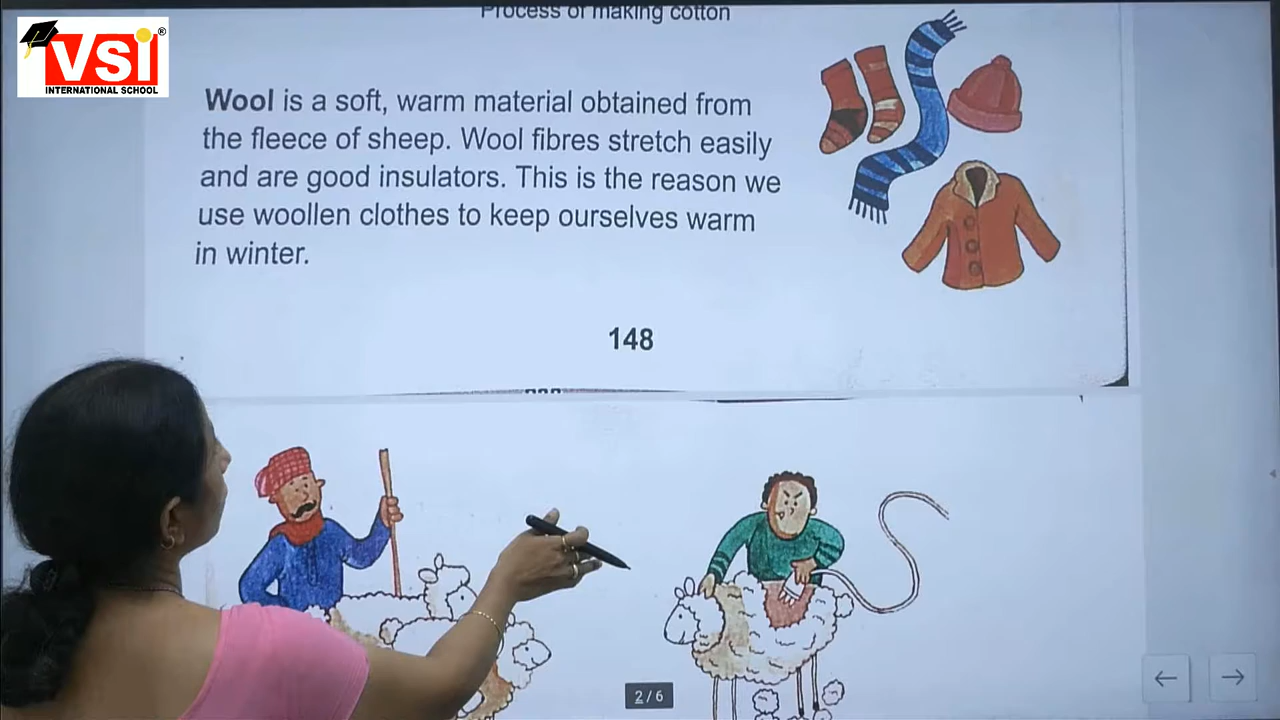 Process of making cotton
VSi®
INTERNATIONAL SCHOOL
Wool is a soft, warm material obtained from
the fleece of sheep. Wool fibres stretch easily
and are good insulators. This is the reason we
use woollen clothes to keep ourselves warm
in winter.
148
2/6